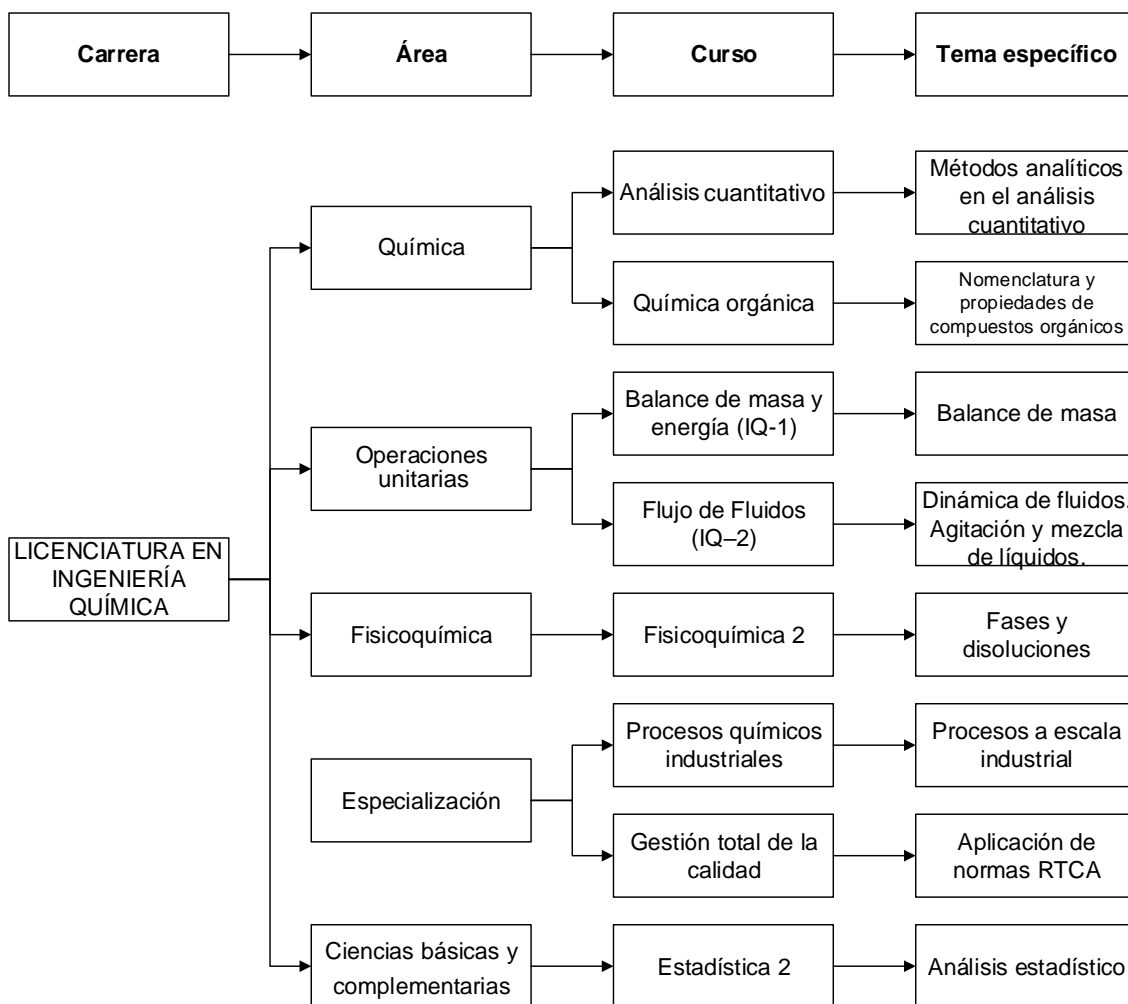 Carrera
Área
Curso
Tema específico
Análisis cuantitativo
Métodos analíticos
en el análisis
cuantitativo
Química
Química orgánica
Nomenclatura y
propiedades de
compuestos orgánicos
Balance de masa y
energía (IQ-1)
Balance de masa
Operaciones
unitarias
Flujo de Fluidos
(IQ–2)
Dinámica de fluidos.
Agitación y mezcla
de líquidos.
LICENCIATURA EN
INGENIERÍA
QUÍMICA
Fisicoquímica
Fisicoquímica 2
Fases y
disoluciones
Procesos químicos
industriales
Procesos a escala
industrial
Especialización
Gestión total de la
calidad
Aplicación de
normas RTCA
Ciencias básicas y
complementarias
Estadística 2
Análisis estadístico